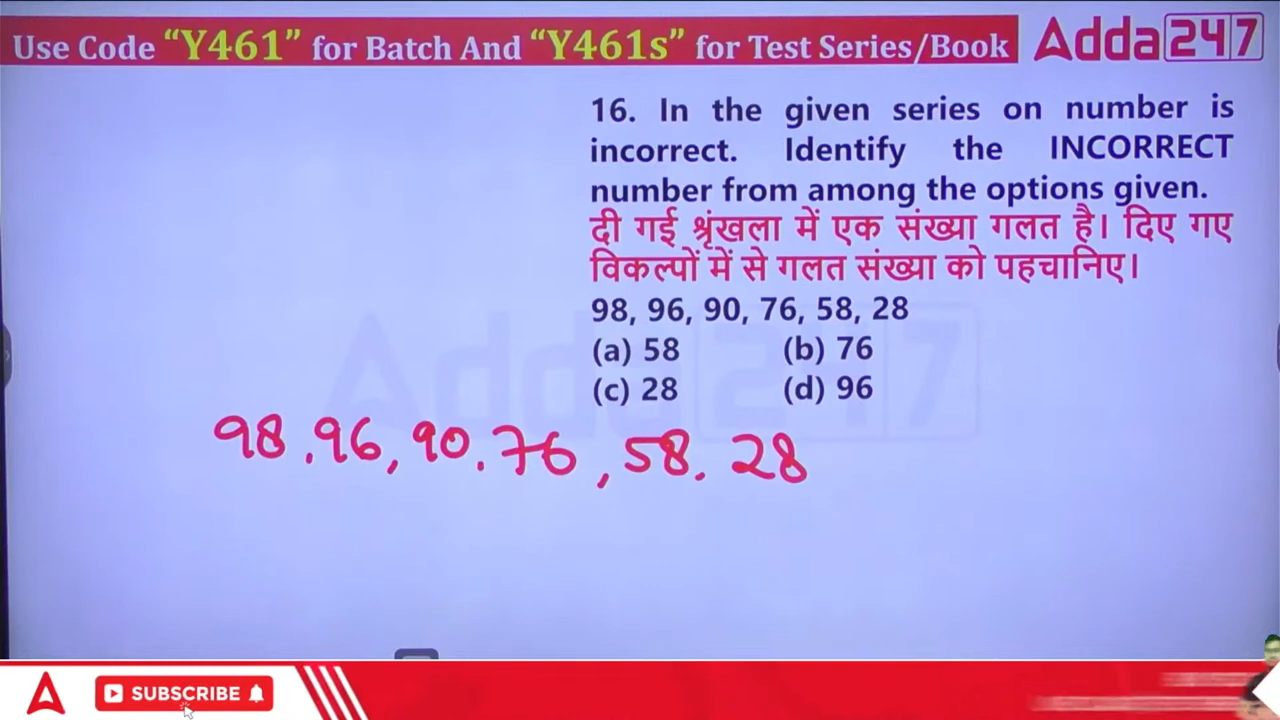 Use Code “Y461” for Batch And “Y461s” for Test Series/Book
Adda247
16. In the given series on number is
incorrect. Identify the INCORRECT
number from among the options given.
दी गई श्रृंखला में एक संख्या गलत है। दिए गए
विकल्पों में से गलत संख्या को पहचानिए।
98, 96, 90, 76, 58, 28
(a) 58 (b) 76
(c) 28 (d) 96
Adda247
98.96,90.76,58.28
SUBSCRIBE